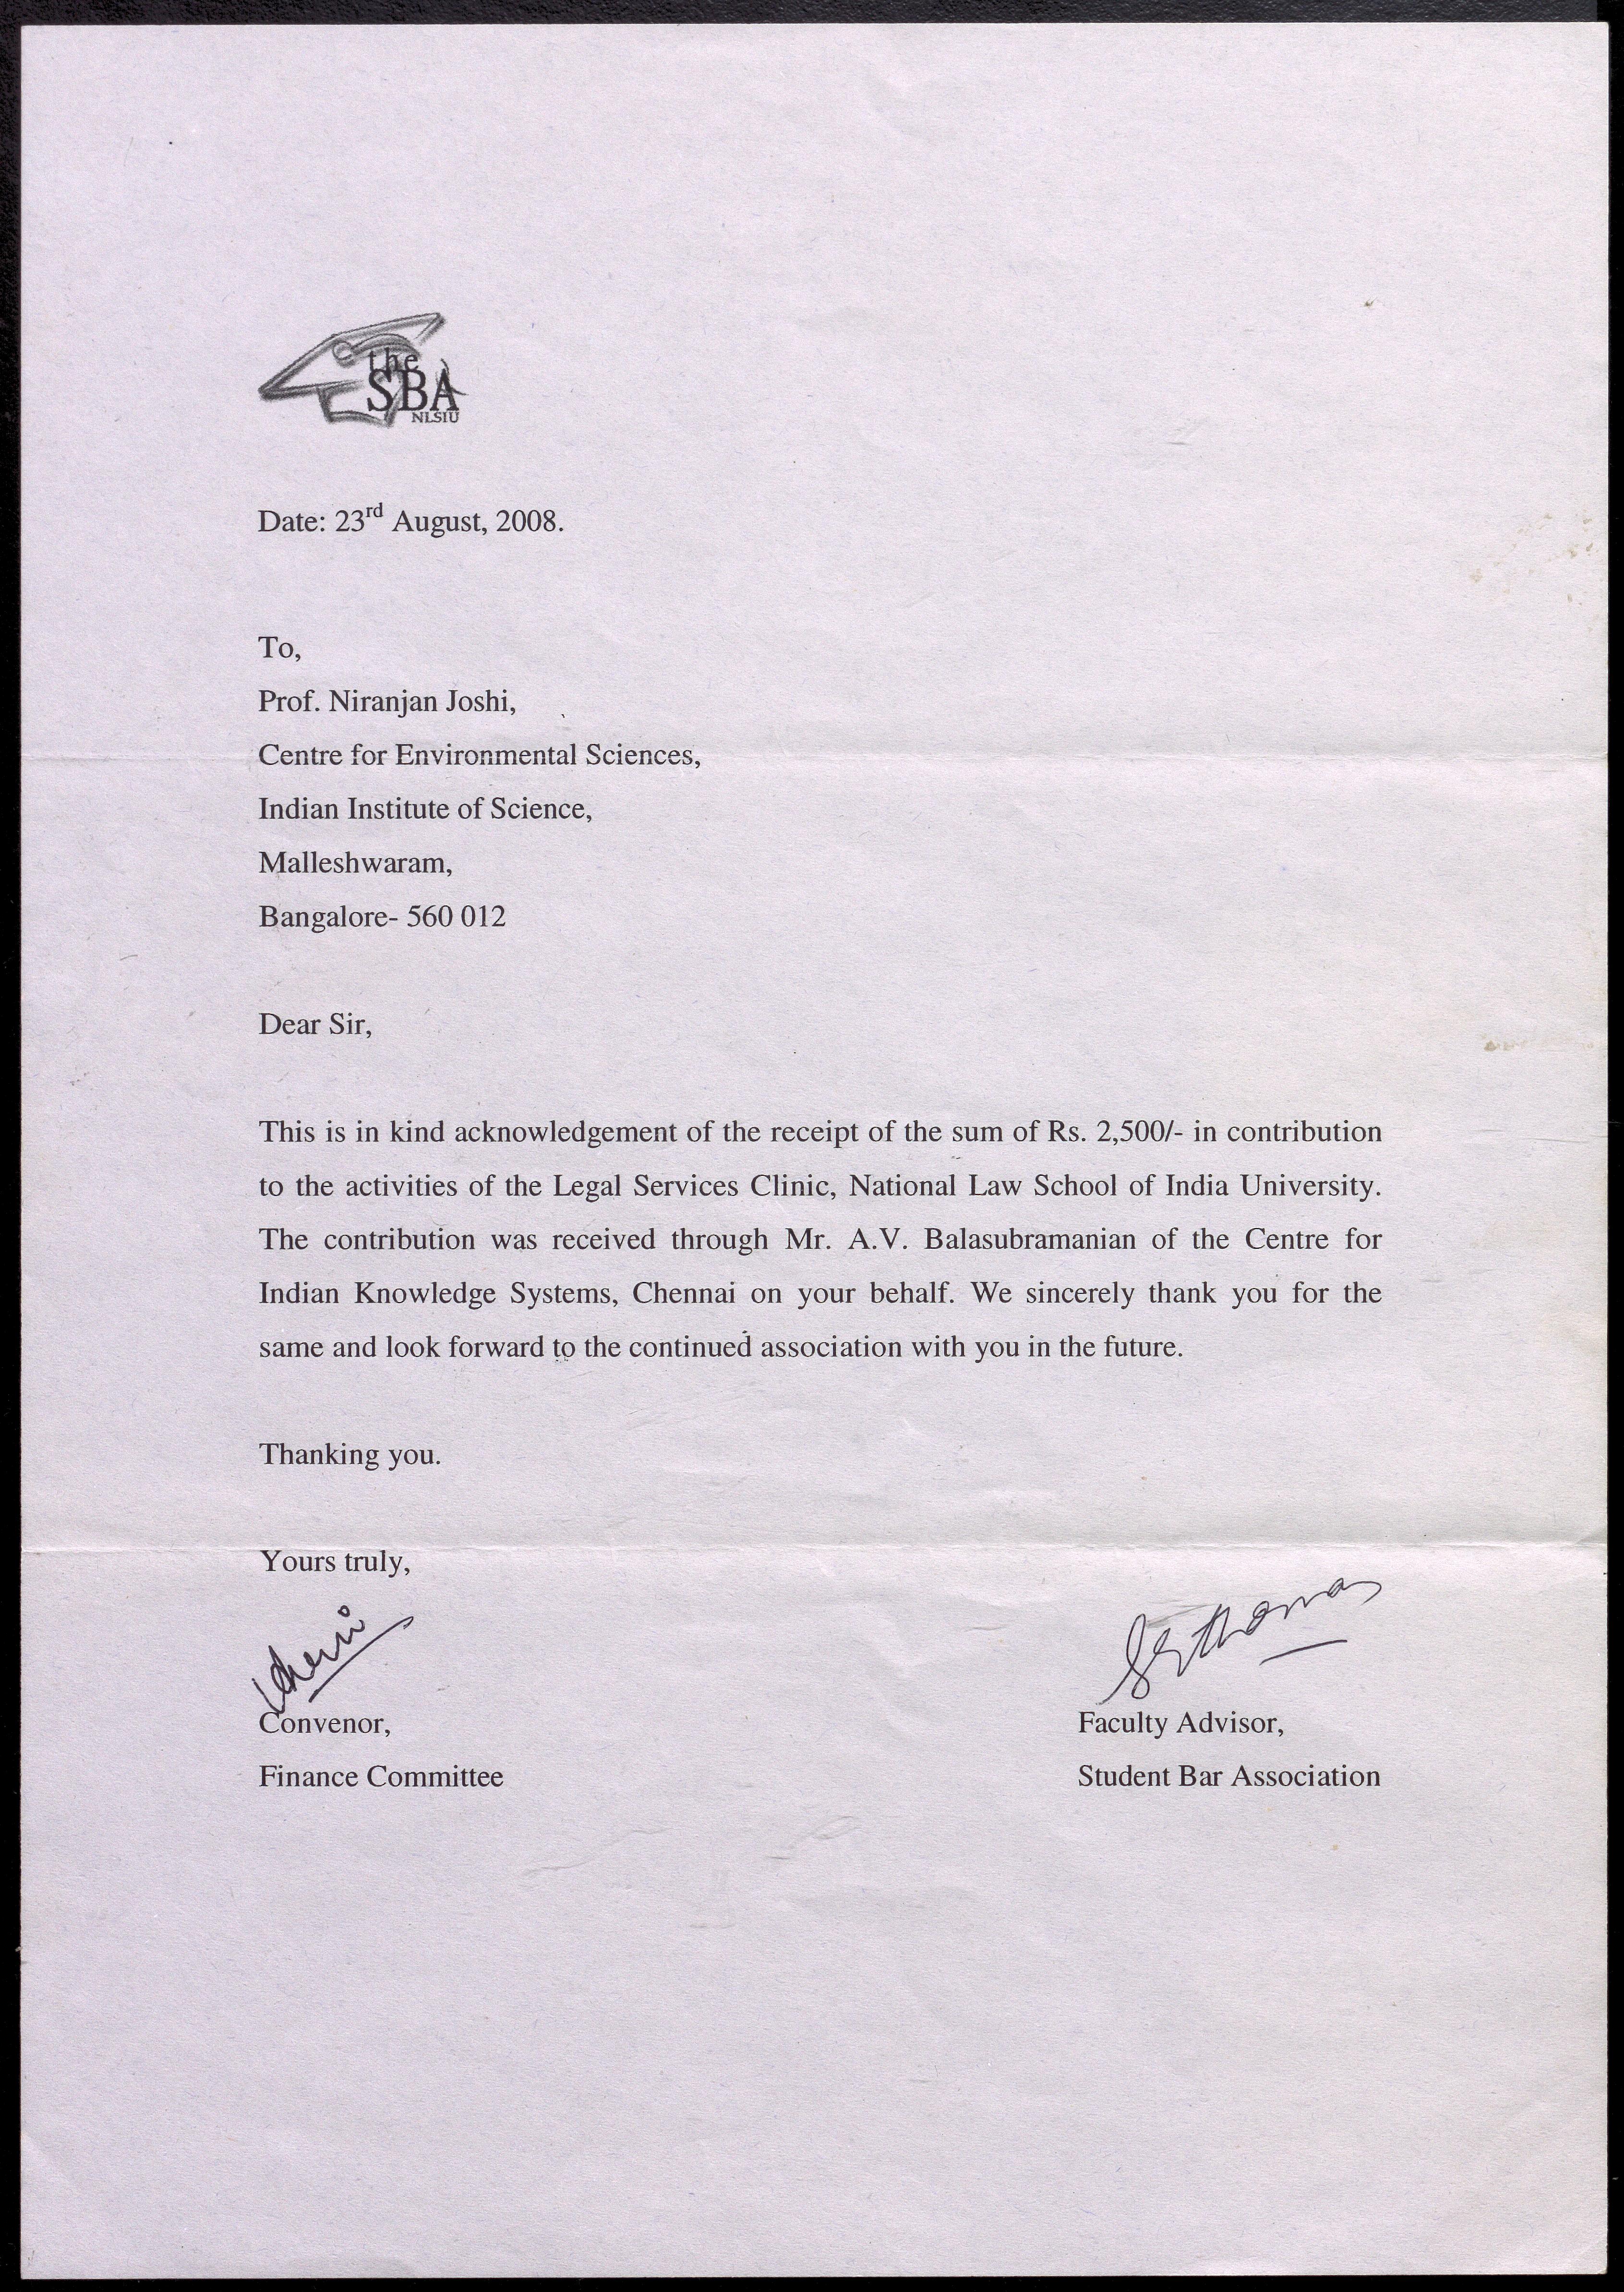 the
SBA
NLSIU
Date: 23rd August, 2008.
To,
Prof. Niranjan Joshi,
Centre for Environmental Sciences,
Indian Institute of Science,
Malleshwaram,
Bangalore- 560 012
Dear Sir,
This is in kind acknowledgement of the receipt of the sum of Rs. 2,500/- in contribution
to the activities of the Legal Services Clinic, National Law School of India University.
The contribution was received through Mr. A.V. Balasubramanian of the Centre for
Indian Knowledge Systems, Chennai on your behalf. We sincerely thank you for the
same and look forward to the continued association with you in the future.
Thanking you.
Yours truly,
Convenor,
Faculty Advisor,
Finance Committee
Student Bar Association